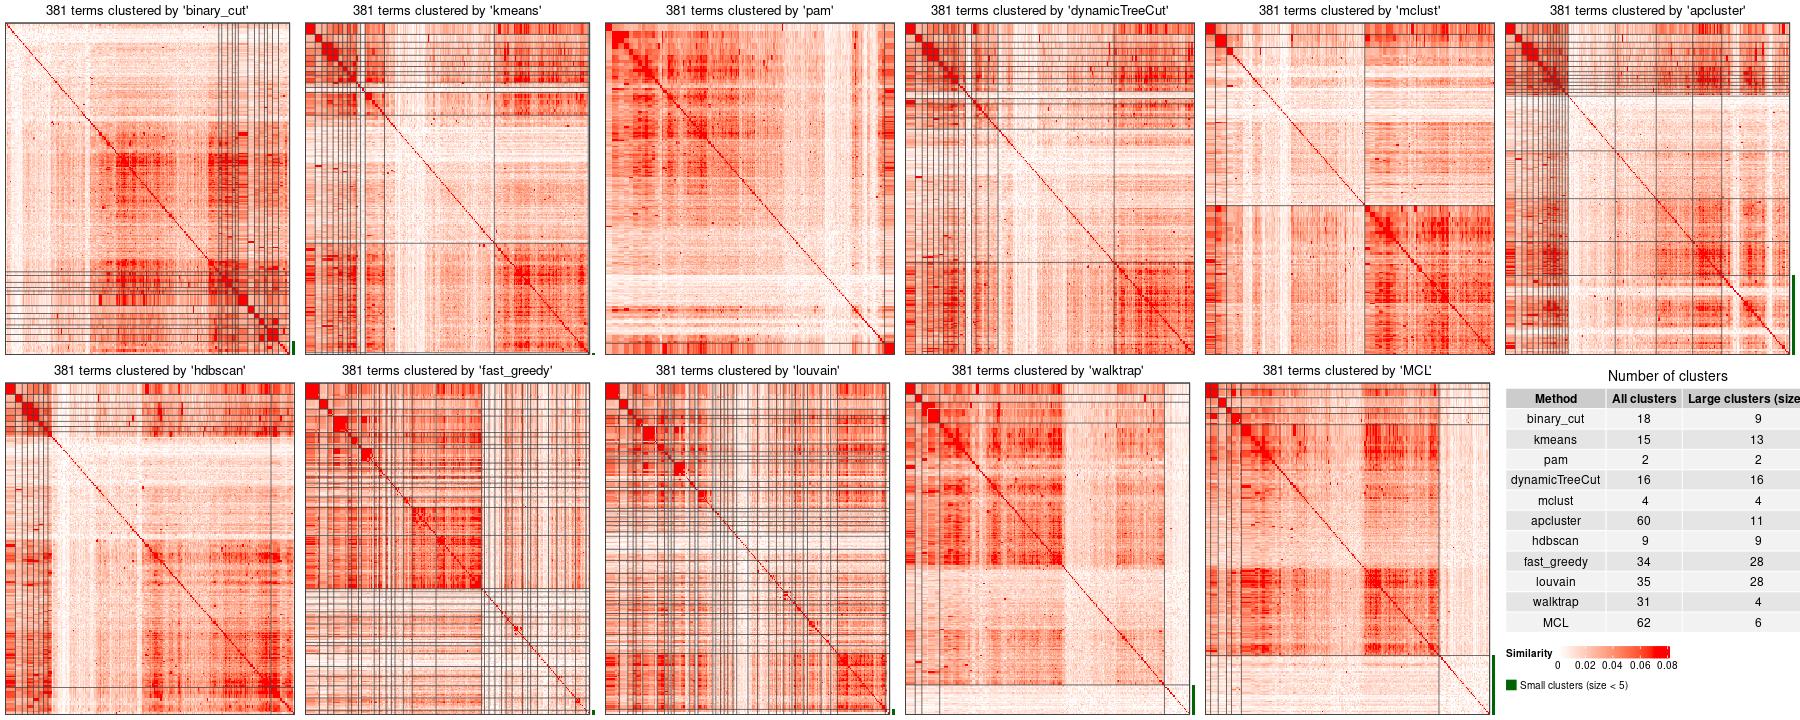 381 terms clustered by 'binary_cut'
381 terms clustered by 'kmeans'
381 terms clustered by 'pam'
381 terms clustered by 'dynamicTreeCut'
381 terms clustered by 'mclust'
381 terms clustered by 'apcluster'
381 terms clustered by 'hdbscan'
381 terms clustered by 'fast_greedy'
381 terms clustered by 'louvain'
381 terms clustered by 'walktrap'
381 terms clustered by 'MCL'
Number of clusters
Method All clusters Large clusters (size
binary_cut 18 9
kmeans 15 13
pam 2 2
dynamicTreeCut 16 16
mclust 4 4
apcluster 60 11
hdbscan 9 9
fast_greedy 34 28
louvain 35 28
walktrap 31 4
MCL 62 6
Similarity
0 0.02 0.04 0.06 0.08
Small clusters (size < 5)